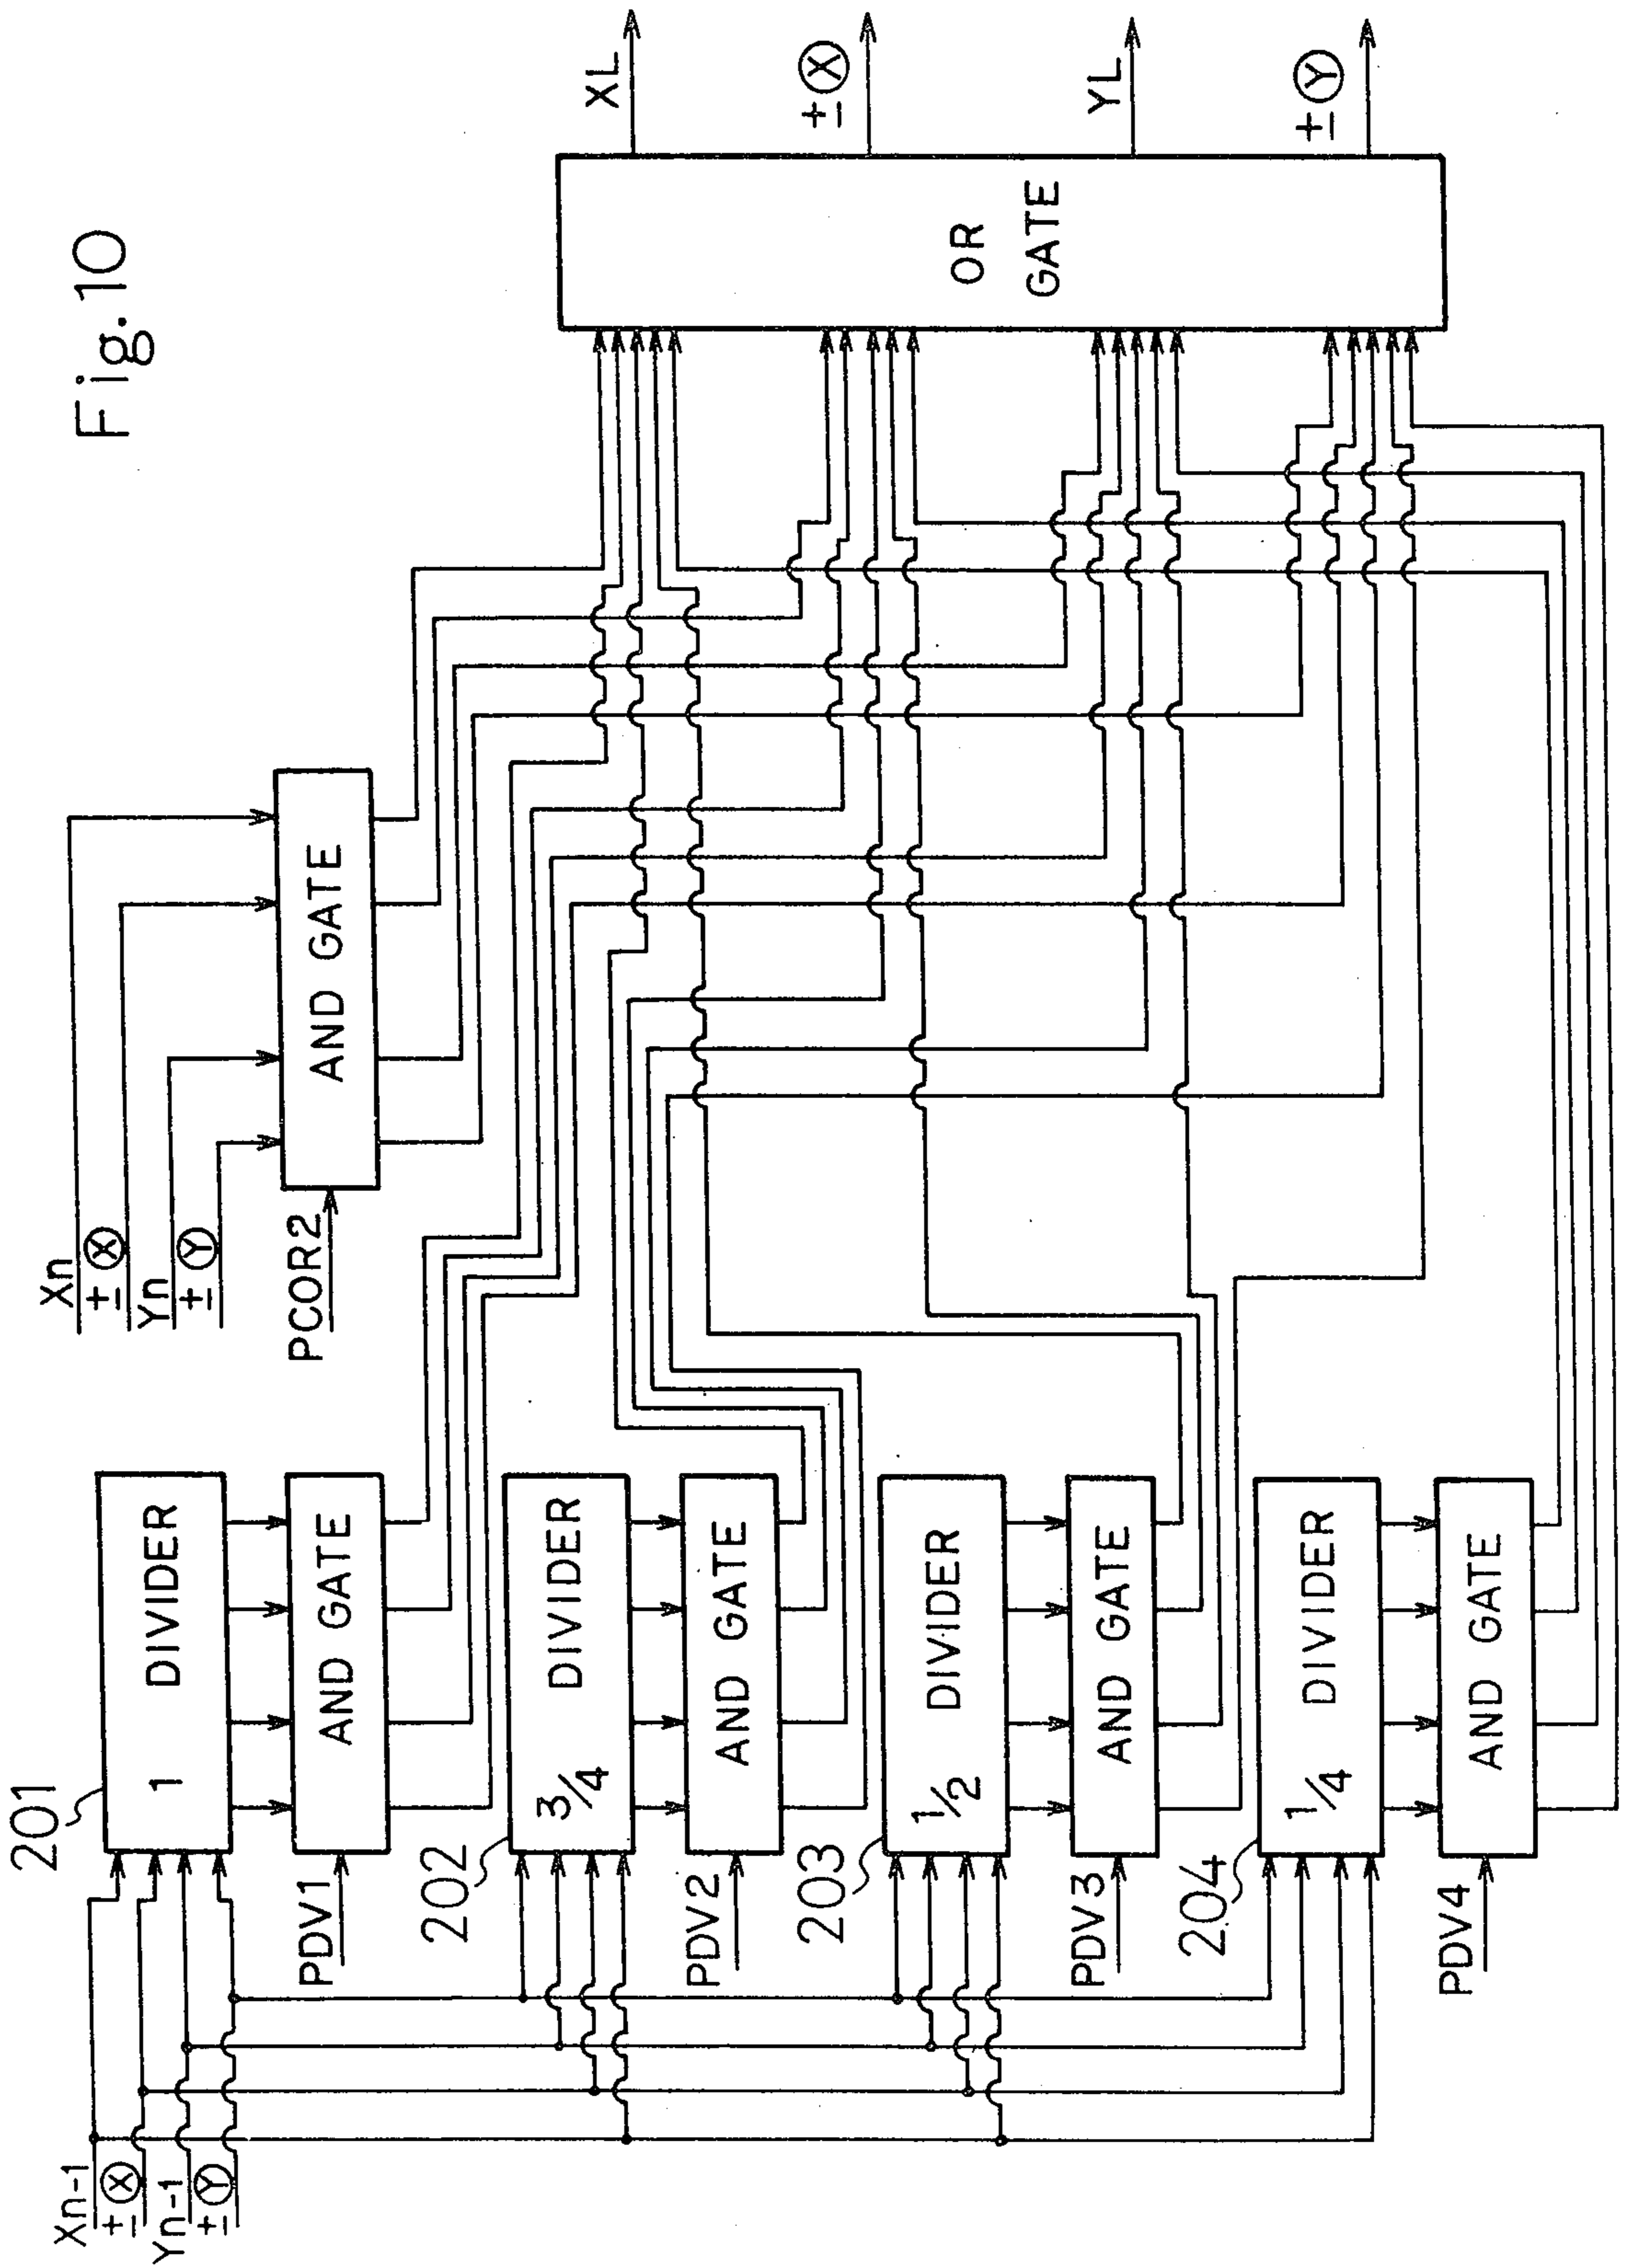 Fig.10
Xn-1
± Ⓧ
Yn-1
± Ⓨ
201
1 DIVIDER
PDV1
AND GATE
202
3/4 DIVIDER
PDV2
AND GATE
203
1/2 DIVIDER
PDV3
AND GATE
204
1/4 DIVIDER
PDV4
AND GATE
Xn
± Ⓧ
Yn
± Ⓨ
PCOR2
AND GATE
OR
GATE
XL
± Ⓧ
YL
± Ⓨ